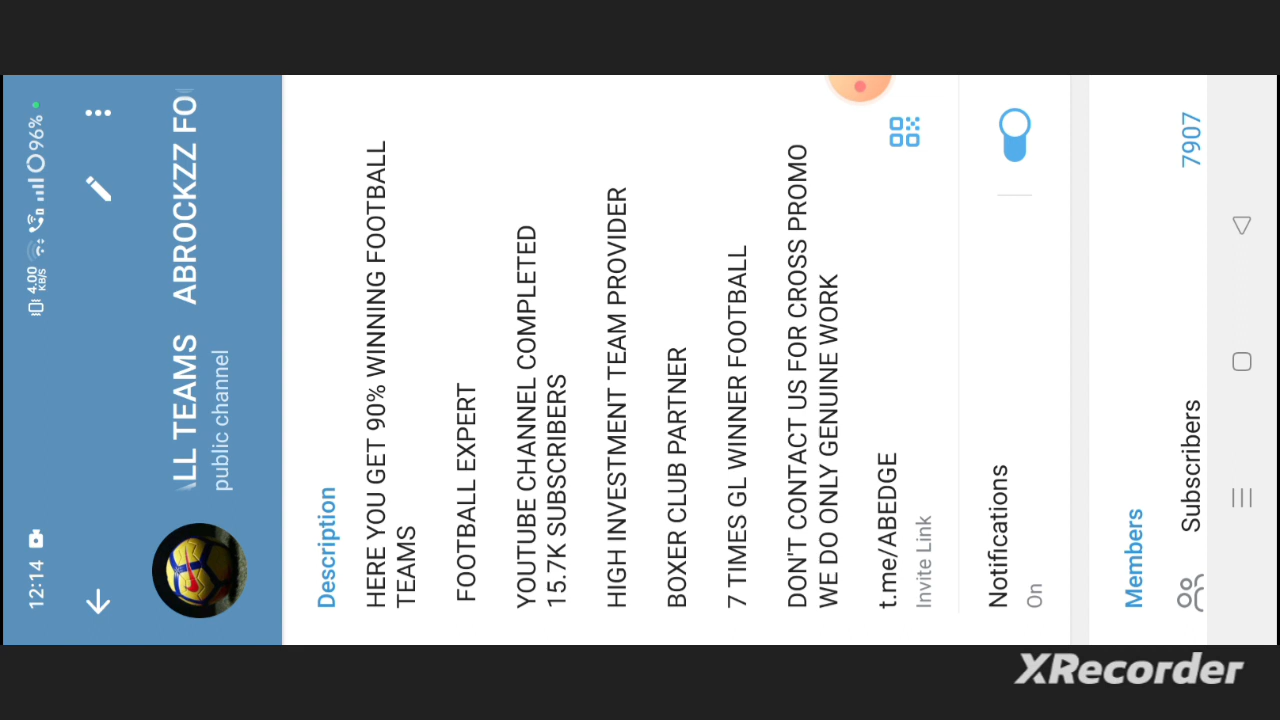 12:14 4.00 KB/S 96%
LL TEAMS ABROCKZZ FO
public channel
Description
HERE YOU GET 90% WINNING FOOTBALL
TEAMS
FOOTBALL EXPERT
YOUTUBE CHANNEL COMPLETED
15.7K SUBSCRIBERS
HIGH INVESTMENT TEAM PROVIDER
BOXER CLUB PARTNER
7 TIMES GL WINNER FOOTBALL
DON'T CONTACT US FOR CROSS PROMO
WE DO ONLY GENUINE WORK
t.me/ABEDGE
Invite Link
Notifications
On
Members
Subscribers 7907
XRecorder